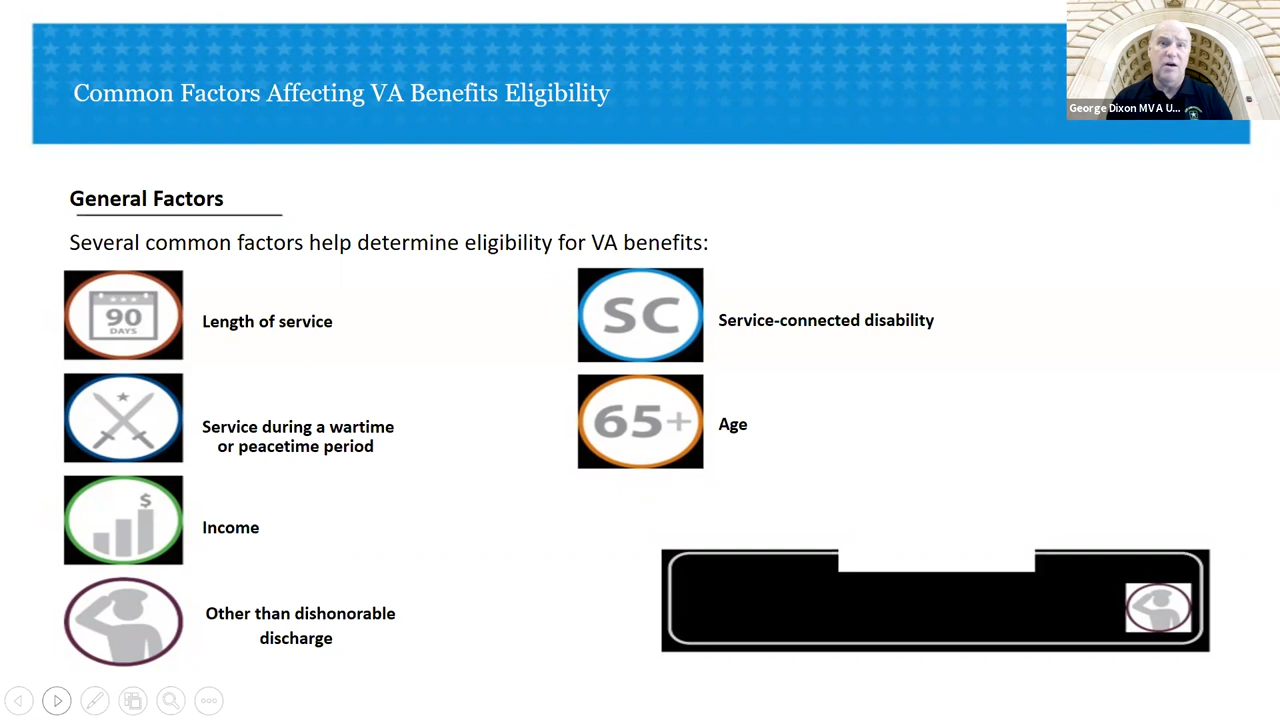 Common Factors Affecting VA Benefits Eligibility
George Dixon MVA U...
General Factors
Several common factors help determine eligibility for VA benefits:
90
DAYS
Length of service
Service during a wartime
or peacetime period
$
Income
Other than dishonorable
discharge
SC
Service-connected disability
65+
Age